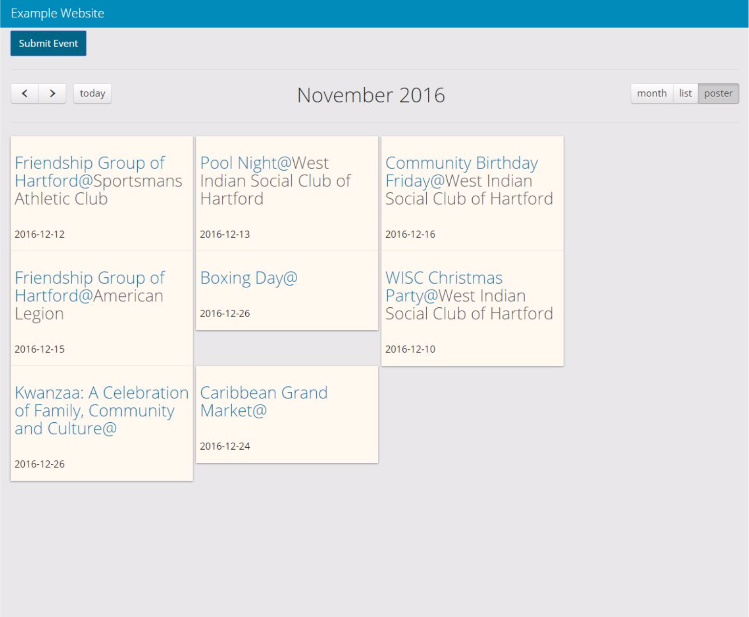 Example Website
Submit Event
today
November 2016
month list poster
Friendship Group of
Hartford@Sportsmans
Athletic Club
2016-12-12
Pool Night@West
Indian Social Club of
Hartford
2016-12-13
Community Birthday
Friday@West Indian
Social Club of Hartford
2016-12-16
Friendship Group of
Hartford@American
Legion
2016-12-15
Boxing Day@
2016-12-26
WISC Christmas
Party@West Indian
Social Club of Hartford
2016-12-10
Kwanzaa: A Celebration
of Family, Community
and Culture@
2016-12-26
Caribbean Grand
Market@
2016-12-24